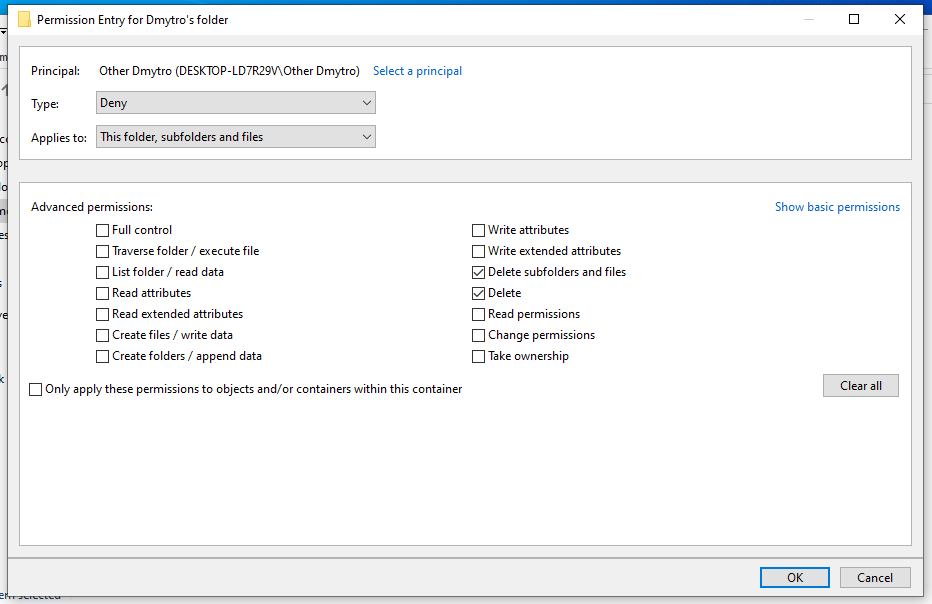 Permission Entry for Dmytro's folder
Principal: Other Dmytro (DESKTOP-LD7R29V\Other Dmytro) Select a principal
Type: Deny
Applies to: This folder, subfolders and files
Advanced permissions: Show basic permissions
Full control Write attributes
Traverse folder / execute file Write extended attributes
List folder / read data Delete subfolders and files
Read attributes Delete
Read extended attributes Read permissions
Create files / write data Change permissions
Create folders / append data Take ownership
Only apply these permissions to objects and/or containers within this container Clear all
OK Cancel